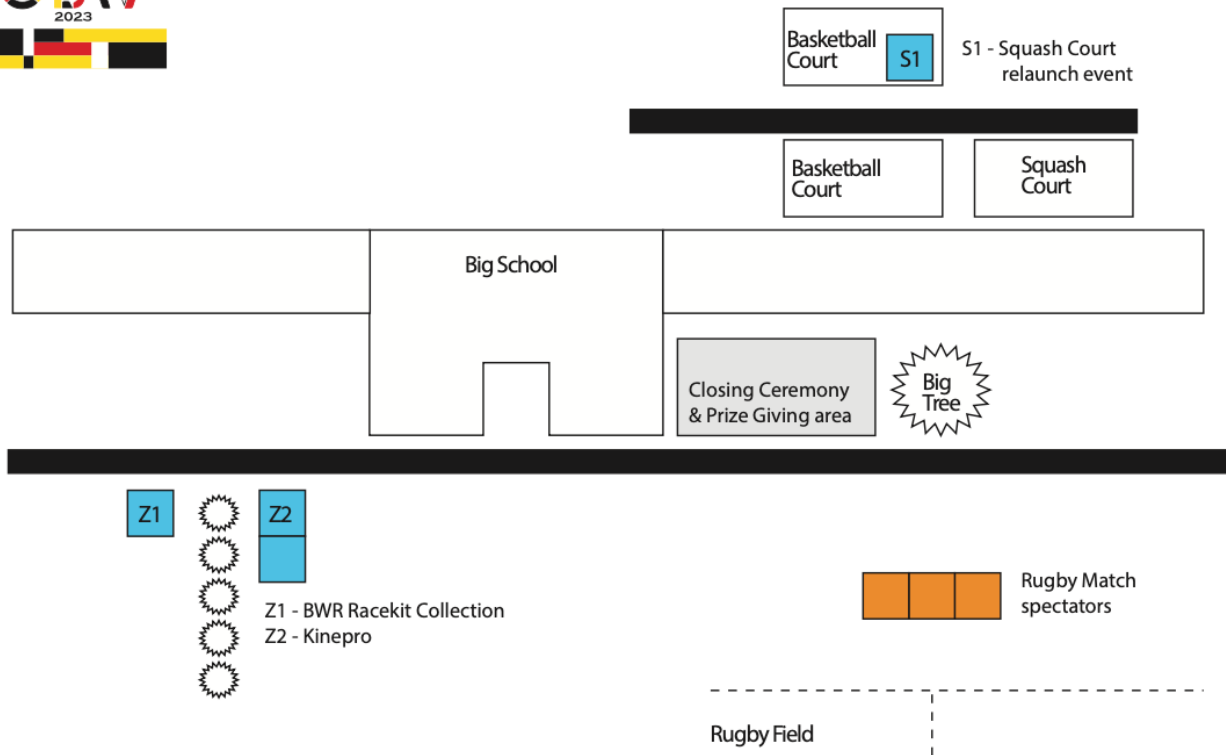 2023
Basketball
Court
S1
S1 - Squash Court
relaunch event
Basketball
Court
Squash
Court
Big School
Closing Ceremony
& Prize Giving area
Big
Tree
Z1
Z2
Z1 - BWR Racekit Collection
Z2 - Kinepro
Rugby Match
spectators
Rugby Field